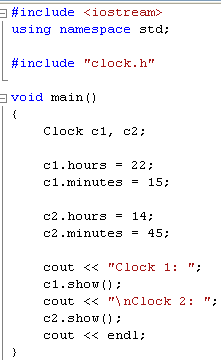 #include <iostream>
using namespace std;
#include "clock.h"
void main()
{
Clock c1, c2;
c1.hours = 22;
c1.minutes = 15;
c2.hours = 14;
c2.minutes = 45;
cout << "Clock 1: ";
c1.show();
cout << "\nClock 2: ";
c2.show();
cout << endl;
}